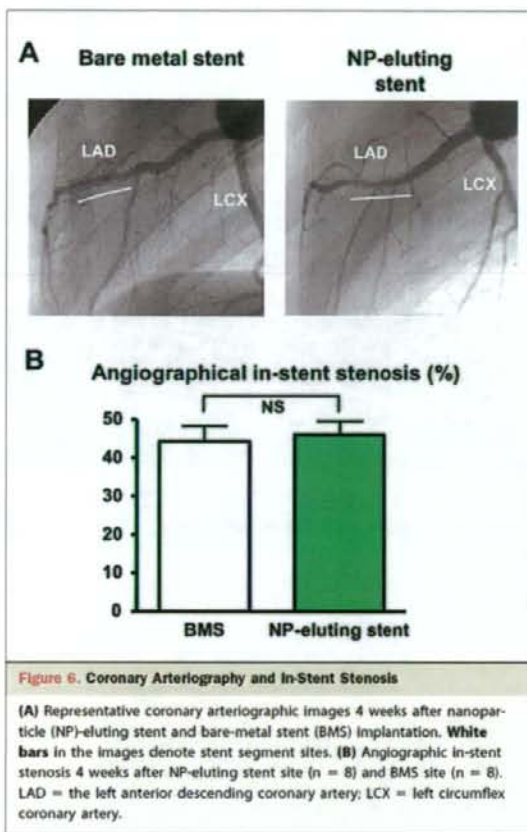 A
Bare metal stent
NP-eluting
stent
LAD
LCX
LAD
LCX
B
Angiographical in-stent stenosis (%)
NS
50
40
30
20
10
0
BMS
NP-eluting stent
Figure 6. Coronary Arteriography and In-Stent Stenosis
(A) Representative coronary arteriographic images 4 weeks after nanopar-
ticle (NP)-eluting stent and bare-metal stent (BMS) implantation. White
bars in the images denote stent segment sites. (B) Angiographic in-stent
stenosis 4 weeks after NP-eluting stent site (n = 8) and BMS site (n = 8).
LAD = the left anterior descending coronary artery; LCX = left circumflex
coronary artery.